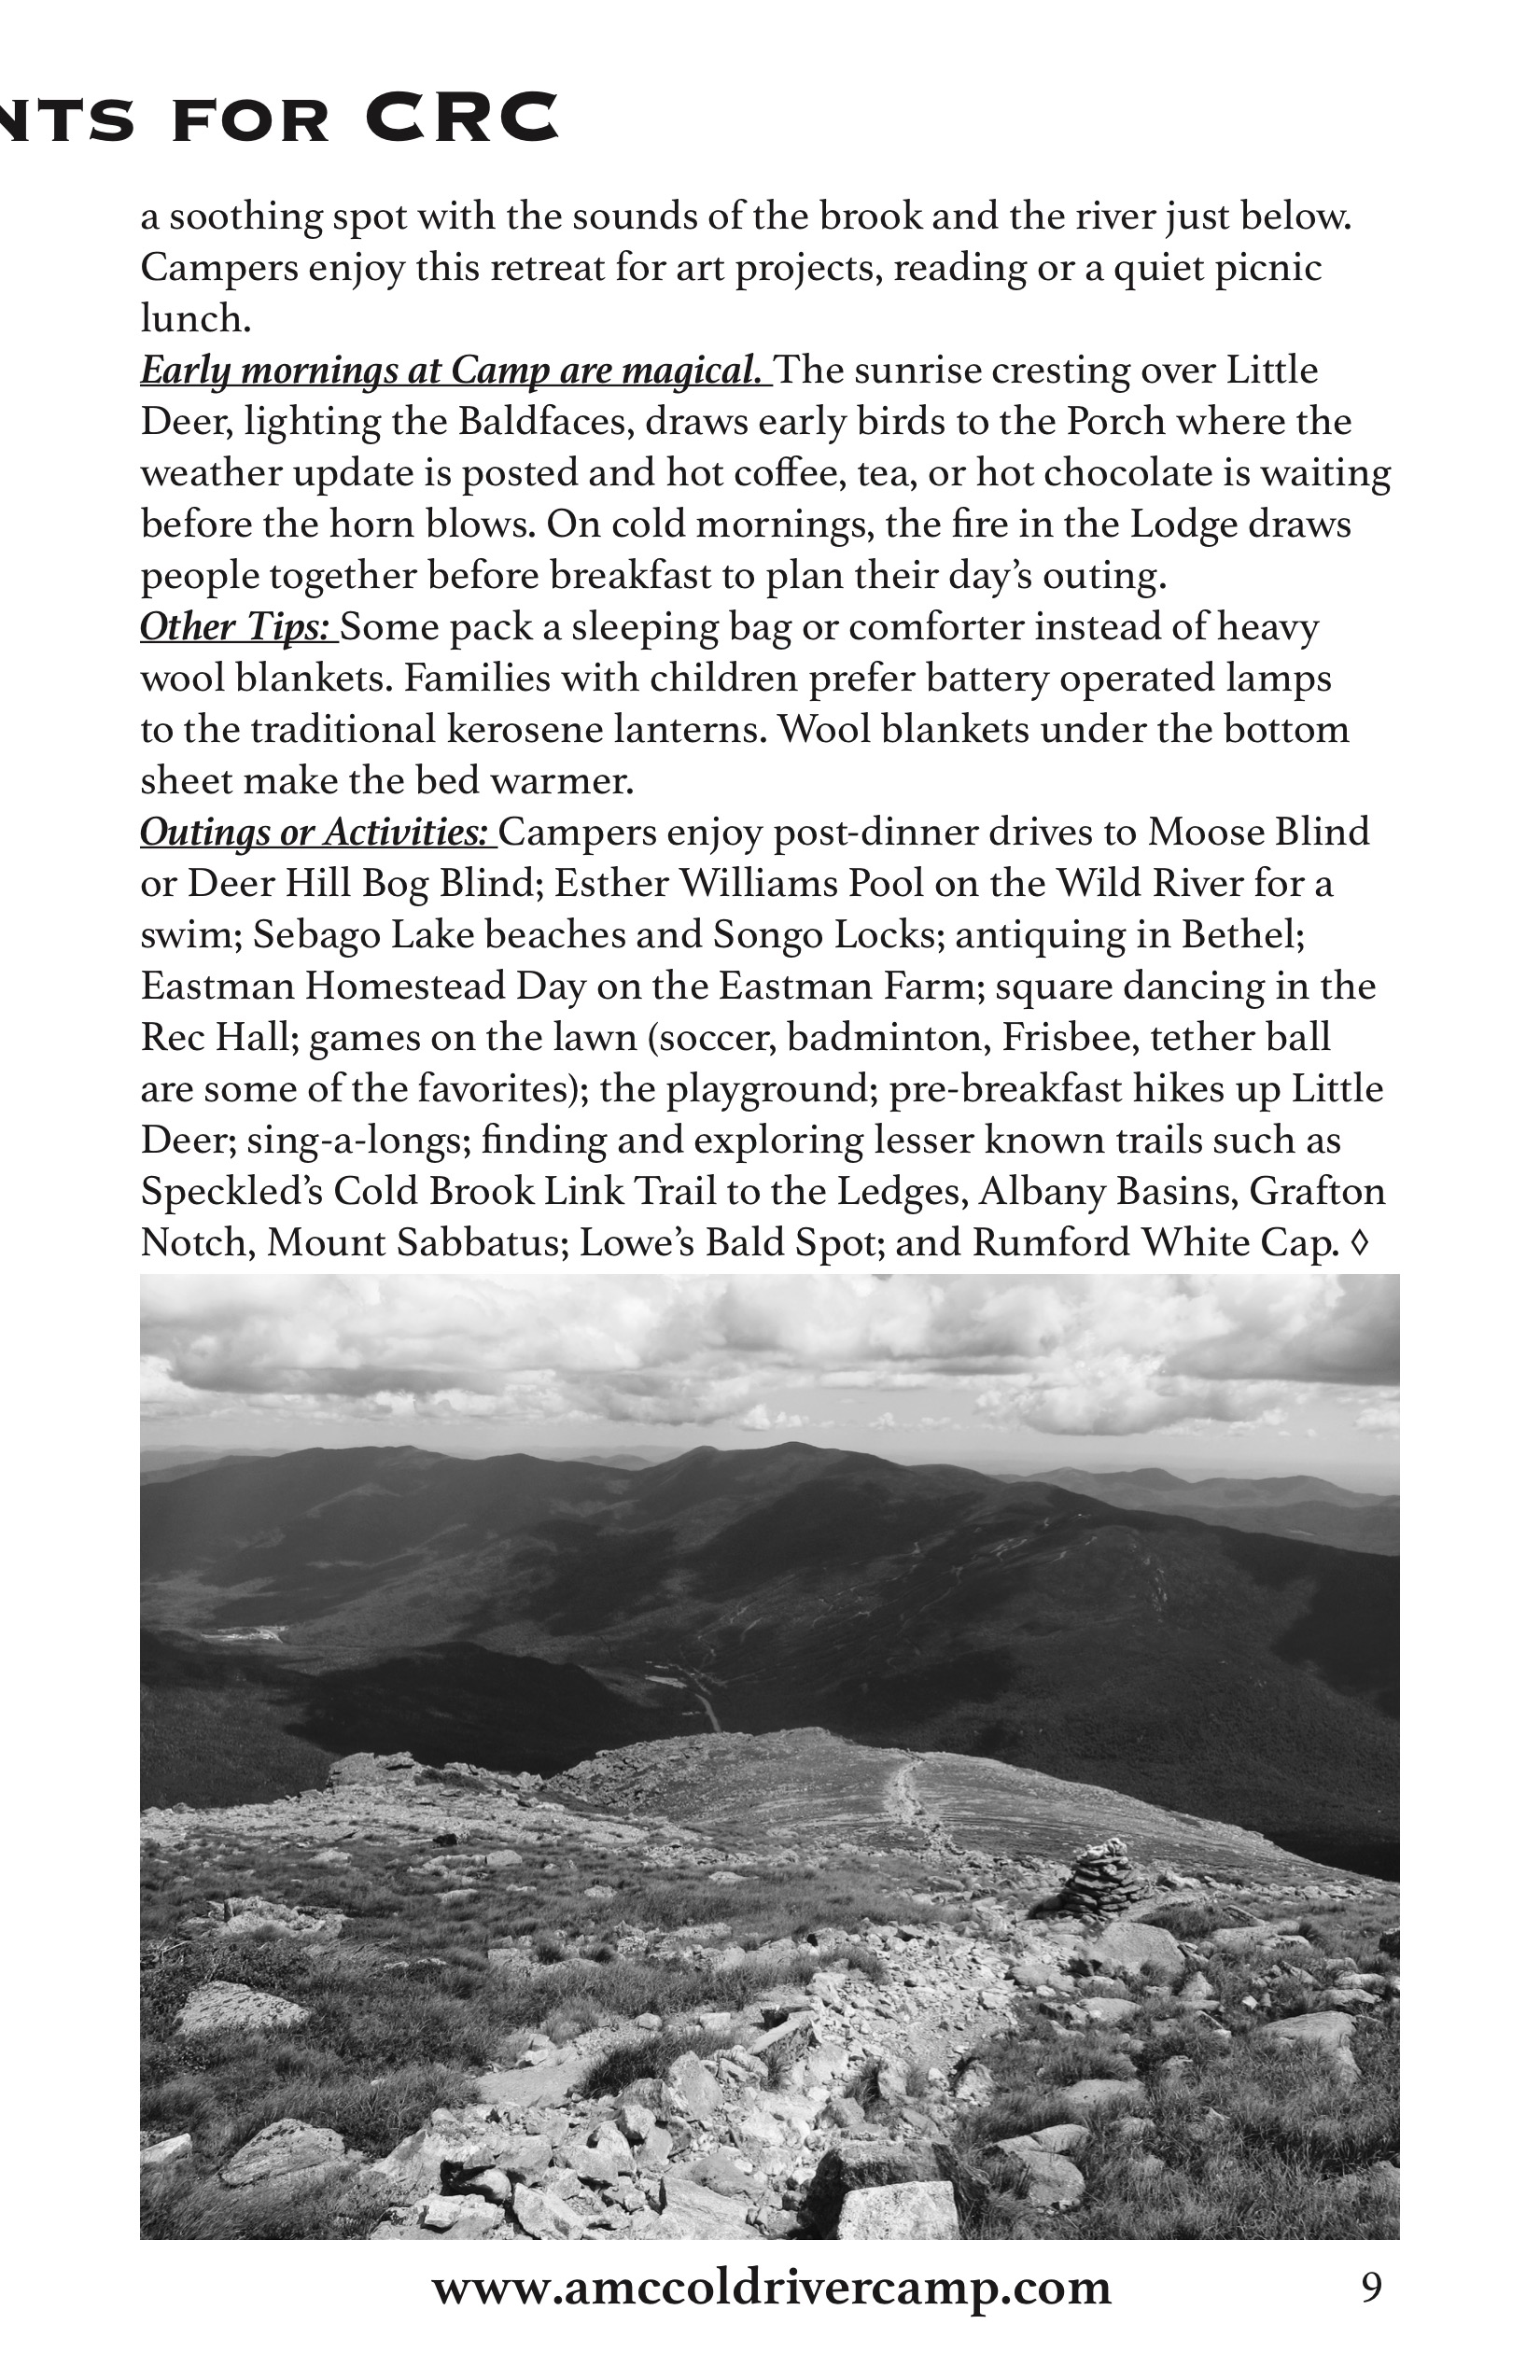 NTS FOR CRC
a soothing spot with the sounds of the brook and the river just below.
Campers enjoy this retreat for art projects, reading or a quiet picnic
lunch.
Early mornings at Camp are magical. The sunrise cresting over Little
Deer, lighting the Baldfaces, draws early birds to the Porch where the
weather update is posted and hot coffee, tea, or hot chocolate is waiting
before the horn blows. On cold mornings, the fire in the Lodge draws
people together before breakfast to plan their day’s outing.
Other Tips: Some pack a sleeping bag or comforter instead of heavy
wool blankets. Families with children prefer battery operated lamps
to the traditional kerosene lanterns. Wool blankets under the bottom
sheet make the bed warmer.
Outings or Activities: Campers enjoy post-dinner drives to Moose Blind
or Deer Hill Bog Blind; Esther Williams Pool on the Wild River for a
swim; Sebago Lake beaches and Songo Locks; antiquing in Bethel;
Eastman Homestead Day on the Eastman Farm; square dancing in the
Rec Hall; games on the lawn (soccer, badminton, Frisbee, tether ball
are some of the favorites); the playground; pre-breakfast hikes up Little
Deer; sing-a-longs; finding and exploring lesser known trails such as
Speckled’s Cold Brook Link Trail to the Ledges, Albany Basins, Grafton
Notch, Mount Sabbatus; Lowe’s Bald Spot; and Rumford White Cap. ◊
www.amccoldrivercamp.com 9